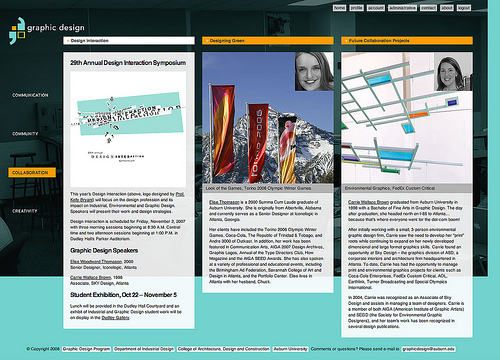 home profile account administrative contact about logout
graphic design
Design Interaction
29th Annual Design Interaction Symposium
DESIGN INTERACTION
This year's Design Interaction (above, logo designed by Prof.
Kelly Bryant) will focus on the design profession and its
impact on Industrial, Environmental and Graphic Design.
Speakers will present their work and design strategies.
Design Interaction is scheduled for Friday, November 2, 2007
with three morning sessions beginning at 8:30 A.M. Central
time and two afternoon sessions beginning at 1:00 P.M. in
Dudley Hall's Parker Auditorium.
Graphic Design Speakers
Elisa Woodward Thomason, 2000
Senior Designer, Iconologic, Atlanta
Carrie Wallace Brown, 1998
Associate, SKY Design, Atlanta
Student Exhibition, Oct 22 – November 5
Lunch will be provided in the Dudley Hall Courtyard and an
exhibit of Industrial and Graphic Design student work will be
on display in the Dudley Gallery.
COMMUNICATION
COMMUNITY
COLLABORATION
CREATIVITY
Designing Green
Look of the Games, Torino 2006 Olympic Winter Games
Elisa Thomason is a 2000 Summa Cum Laude graduate of
Auburn University. She is originally from Albertville, Alabama
and currently serves as a Senior Designer at Iconologic in
Atlanta, Georgia.
Her clients have included the Torino 2006 Olympic Winter
Games, Coca-Cola, The Republic of Trinidad & Tobago, and
Andre 3000 of Outkast. In addition, her work has been
featured in Communication Arts, AIGA 2007 Design Archives,
Graphis Logos, Annual of the Type Directors Club, How
Magazine and the AIGA SEED Awards. She has also spoken
at a variety of professional and educational events, including
the Birmingham Ad Federation, Savannah College of Art and
Design in Atlanta, and the Portfolio Center. Elisa lives in
Atlanta with her husband, Chuck.
Future Collaboration Projects
Environmental Graphics, FedEx Custom Critical
Carrie Wallace Brown graduated from Auburn University in
1998 with a Bachelor of Fine Arts in Graphic Design. The day
after graduation, she headed north on I-85 to Atlanta...
because that's where everyone went for the dot-com boom!
After initially working with a small, 3-person environmental
graphic design firm, Carrie saw the need to develop her "print"
roots while continuing to expand on her newly developed
dimensional and large format graphics skills. Carrie found an
opportunity at Sky Design – the graphics division of ASD, a
corporate interiors and architecture firm headquartered in
Atlanta. To date, Carrie has had the opportunity to manage
print and environmental graphics projects for clients such as
Coca-Cola Enterprises, FedEx Custom Critical, AOL,
Earthlink, Turner Broadcasting and Special Olympics
International.
In 2004, Carrie was recognized as an Associate of Sky
Design and assists in managing a team of designers. Carrie is
a member of both AIGA (American Institute of Graphic Artists)
and SEGD (the Society for Environmental Graphic
Designers), and her team's work has been recognized in
several design publications.
© Copyright 2006 Graphic Design Program Department of Industrial Design College of Architecture, Design and Construction Auburn University Comments or questions? Please send e-mail to graphicdesign@auburn.edu